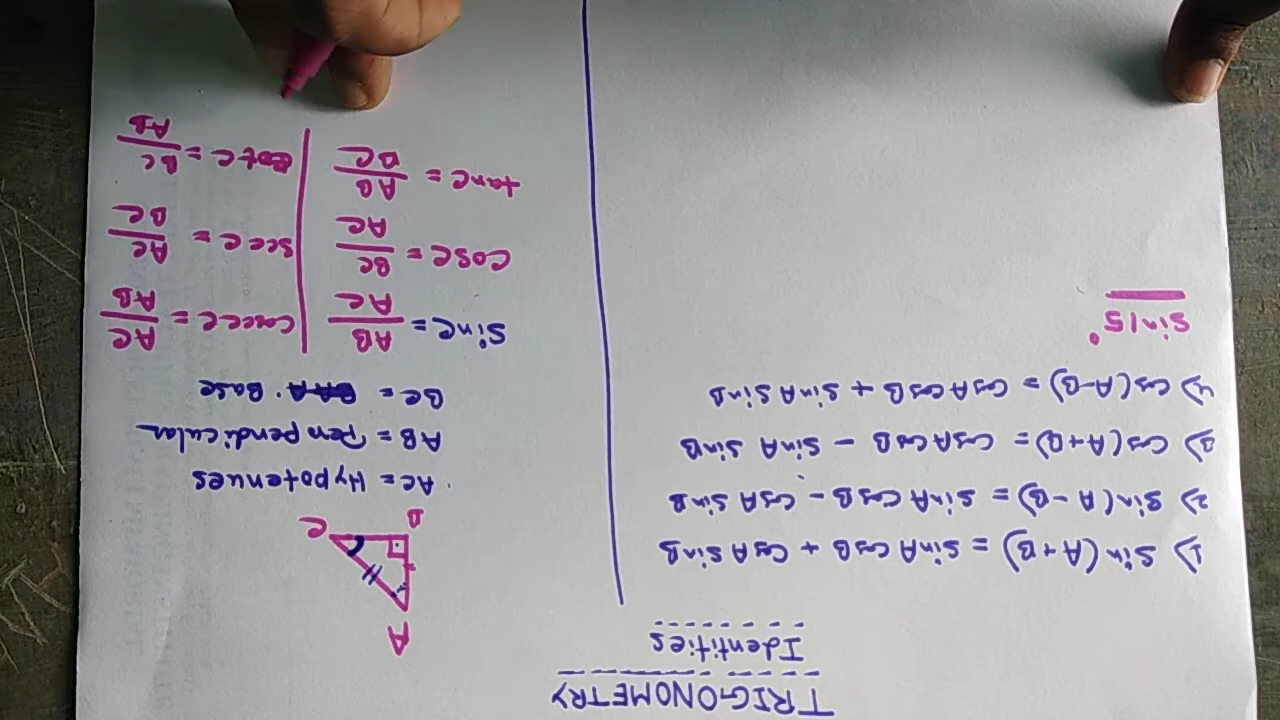 TRIGONOMETRY
Identities
1) Sin(A+B) = SinA CosB + CosA SinB
2) Sin(A-B) = SinA CosB - CosA SinB
3) Cos(A+B) = CosA CosB - SinA SinB
4) Cos(A-B) = CosA CosB + SinA SinB
Sin15°
A
B C
AC = Hypotenues
AB = Perpendicular
BC = Base
SinC = AB/AC
CosecC = AC/AB
CosC = BC/AC
SecC = AC/BC
tanC = AB/BC
CotC = BC/AB